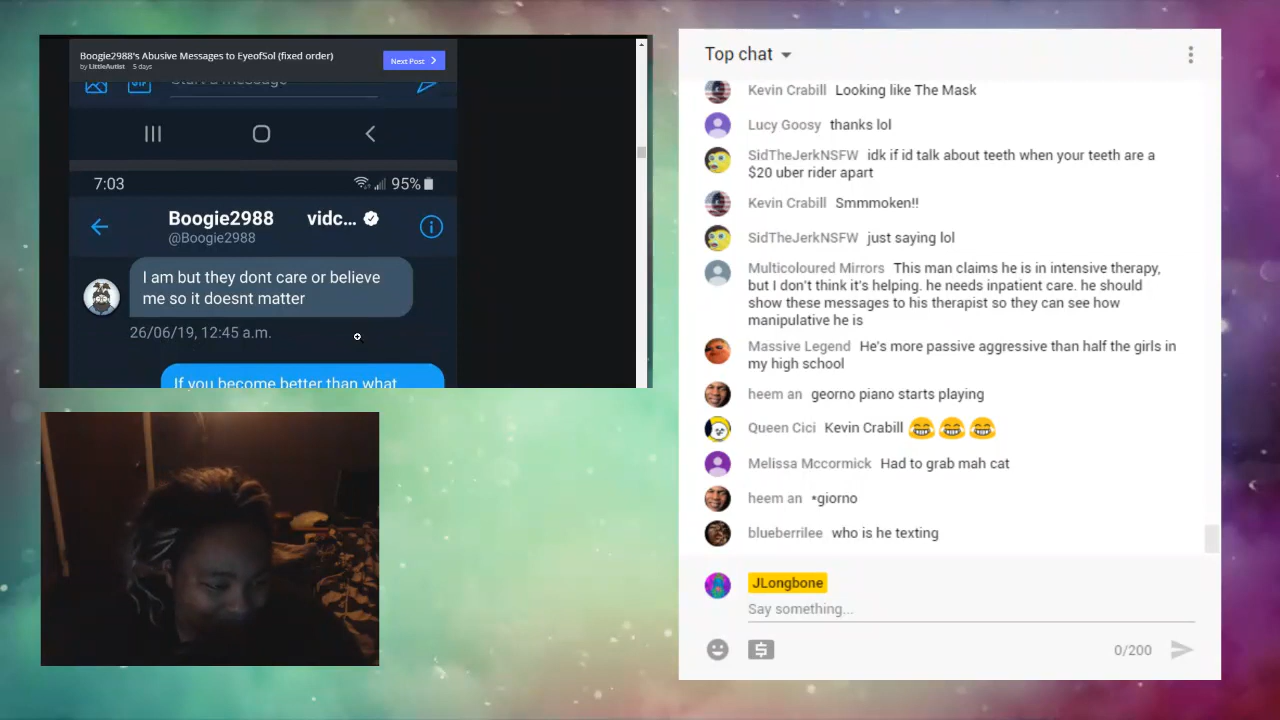 Boogie2988's Abusive Messages to EyeofSol (fixed order)
by LittleAutist 5 days
Next Post
GIF
Start a message
7:03
95%
Boogie2988 vidc...
@Boogie2988
I am but they dont care or believe
me so it doesnt matter
26/06/19, 12:45 a.m.
If you become better than what
Top chat
Kevin Crabill Looking like The Mask
Lucy Goosy thanks lol
SidTheJerkNSFW idk if id talk about teeth when your teeth are a
$20 uber rider apart
Kevin Crabill Smmmoken!!
SidTheJerkNSFW just saying lol
Multicoloured Mirrors This man claims he is in intensive therapy,
but I don't think it's helping. he needs inpatient care. he should
show these messages to his therapist so they can see how
manipulative he is
Massive Legend He's more passive aggressive than half the girls in
my high school
heem an georno piano starts playing
Queen Cici Kevin Crabill 😂 😂 😂
Melissa Mccormick Had to grab mah cat
heem an *giorno
blueberrilee who is he texting
JLongbone
Say something...
0/200